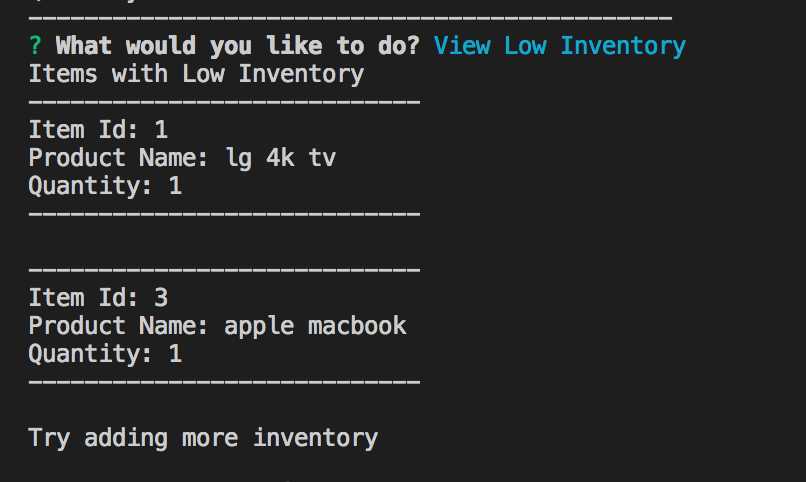 ----------------------------------------------
? What would you like to do? View Low Inventory
Items with Low Inventory
----------------------------
Item Id: 1
Product Name: lg 4k tv
Quantity: 1
----------------------------
----------------------------
Item Id: 3
Product Name: apple macbook
Quantity: 1
----------------------------
Try adding more inventory